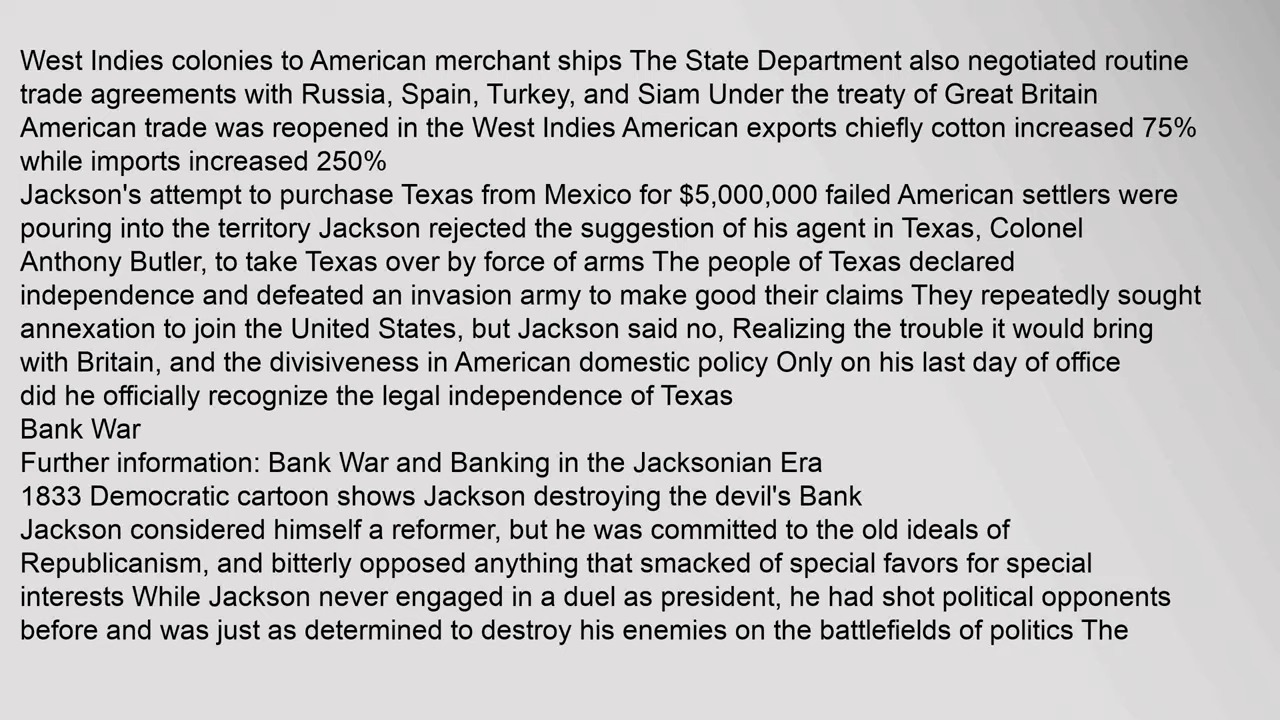 West Indies colonies to American merchant ships The State Department also negotiated routine
trade agreements with Russia, Spain, Turkey, and Siam Under the treaty of Great Britain
American trade was reopened in the West Indies American exports chiefly cotton increased 75%
while imports increased 250%
Jackson's attempt to purchase Texas from Mexico for $5,000,000 failed American settlers were
pouring into the territory Jackson rejected the suggestion of his agent in Texas, Colonel
Anthony Butler, to take Texas over by force of arms The people of Texas declared
independence and defeated an invasion army to make good their claims They repeatedly sought
annexation to join the United States, but Jackson said no, Realizing the trouble it would bring
with Britain, and the divisiveness in American domestic policy Only on his last day of office
did he officially recognize the legal independence of Texas
Bank War
Further information: Bank War and Banking in the Jacksonian Era
1833 Democratic cartoon shows Jackson destroying the devil's Bank
Jackson considered himself a reformer, but he was committed to the old ideals of
Republicanism, and bitterly opposed anything that smacked of special favors for special
interests While Jackson never engaged in a duel as president, he had shot political opponents
before and was just as determined to destroy his enemies on the battlefields of politics The